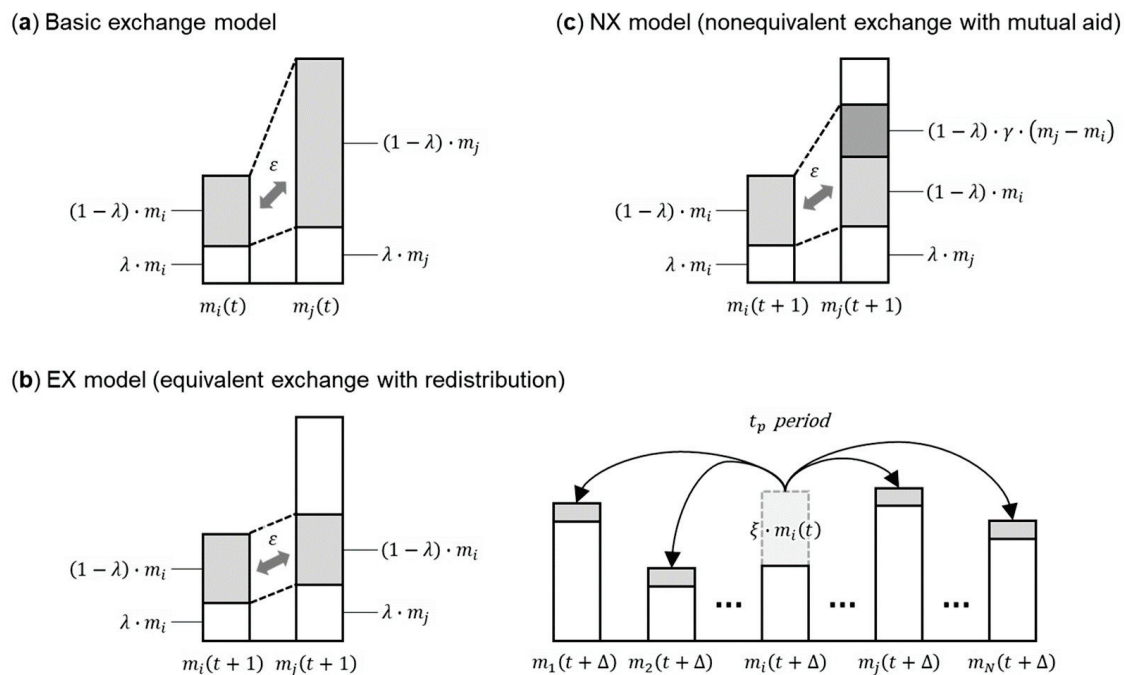 (a) Basic exchange model
(1 − λ) · m_j
ε
(1 − λ) · m_i
λ · m_i
λ · m_j
m_i(t)
m_j(t)
(c) NX model (nonequivalent exchange with mutual aid)
(1 − λ) · γ · (m_j − m_i)
ε
(1 − λ) · m_i
(1 − λ) · m_i
λ · m_i
λ · m_j
m_i(t + 1)
m_j(t + 1)
(b) EX model (equivalent exchange with redistribution)
ε
(1 − λ) · m_i
(1 − λ) · m_i
λ · m_i
λ · m_j
m_i(t + 1)
m_j(t + 1)
t_p period
ξ · m_i(t)
...
...
...
m_1(t + Δ)
m_2(t + Δ)
m_i(t + Δ)
m_j(t + Δ)
m_N(t + Δ)